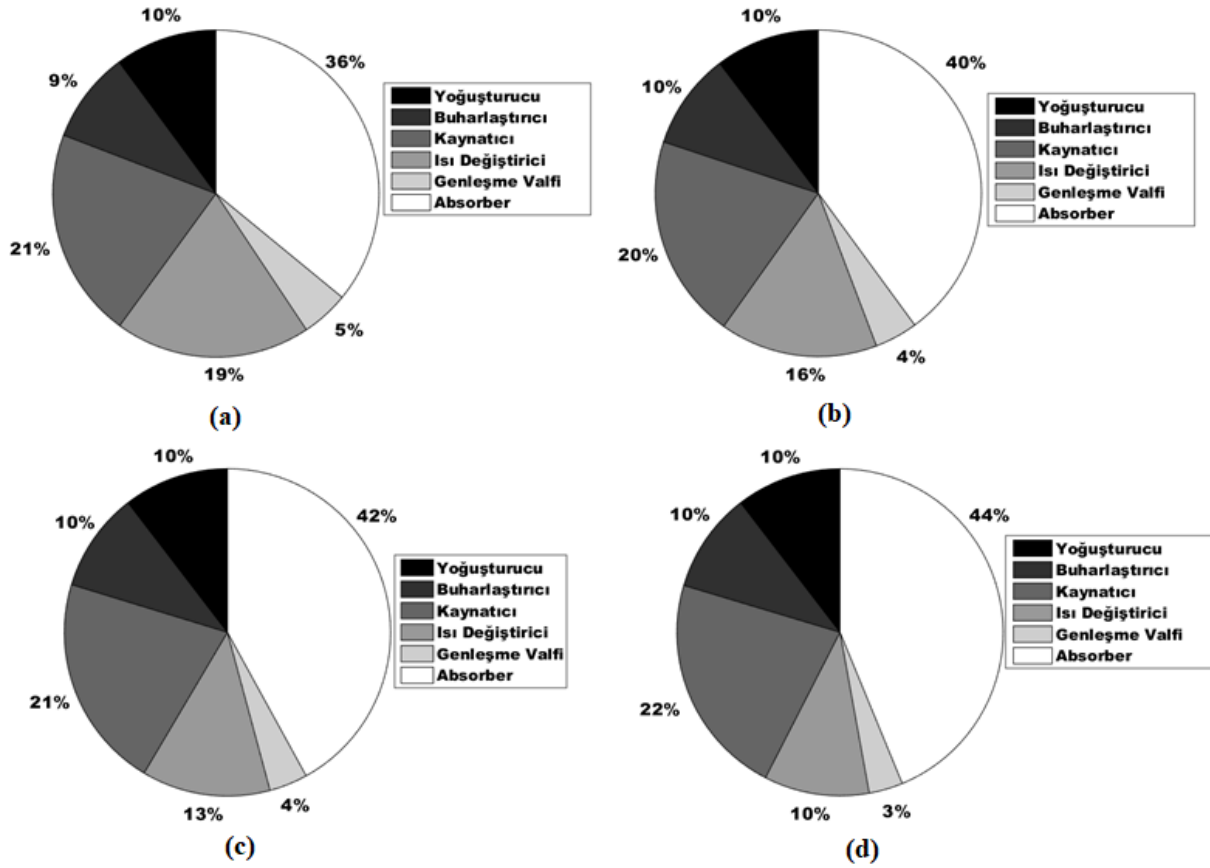 10%
36%
9%
21%
19%
5%
Yoğuşturucu
Buharlaştırıcı
Kaynatıcı
Isı Değiştirici
Genleşme Valfi
Absorber
(a)
10%
40%
10%
20%
16%
4%
Yoğuşturucu
Buharlaştırıcı
Kaynatıcı
Isı Değiştirici
Genleşme Valfi
Absorber
(b)
10%
42%
10%
21%
13%
4%
Yoğuşturucu
Buharlaştırıcı
Kaynatıcı
Isı Değiştirici
Genleşme Valfi
Absorber
(c)
10%
44%
10%
22%
10%
3%
Yoğuşturucu
Buharlaştırıcı
Kaynatıcı
Isı Değiştirici
Genleşme Valfi
Absorber
(d)